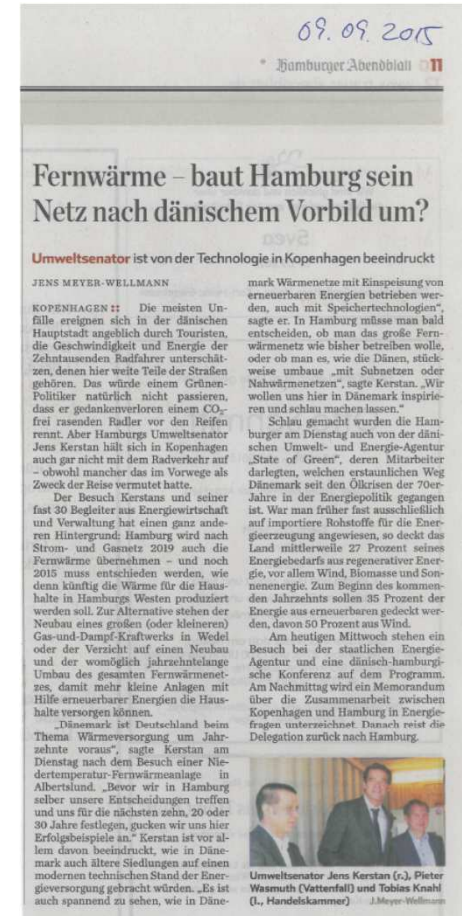 09.09.2015
Hamburger Abendblatt 11
Fernwärme – baut Hamburg sein
Netz nach dänischem Vorbild um?
Umweltsenator ist von der Technologie in Kopenhagen beeindruckt
JENS MEYER-WELLMANN
KOPENHAGEN :: Die meisten Un-
fälle ereignen sich in der dänischen
Hauptstadt angeblich durch Touristen,
die Geschwindigkeit und Energie der
Zehntausenden Radfahrer unterschät-
zen, denen hier weite Teile der Straßen
gehören. Das würde einem Grünen-
Politiker natürlich nicht passieren,
dass er gedankenverloren einem CO₂-
frei rasenden Radler vor den Reifen
rennt. Aber Hamburgs Umweltsenator
Jens Kerstan hält sich in Kopenhagen
auch gar nicht mit dem Radverkehr auf
– obwohl mancher das im Vorwege als
Zweck der Reise vermutet hatte.
Der Besuch Kerstans und seiner
fast 30 Begleiter aus Energiewirtschaft
und Verwaltung hat einen ganz ande-
ren Hintergrund: Hamburg wird nach
Strom- und Gasnetz 2019 auch die
Fernwärme übernehmen – und noch
2015 muss entschieden werden, wie
denn künftig die Wärme für die Haus-
halte in Hamburgs Westen produziert
werden soll. Zur Alternative stehen der
Neubau eines großen (oder kleineren)
Gas-und-Dampf-Kraftwerks in Wedel
oder der Verzicht auf einen Neubau
und der womöglich jahrzehntelange
Umbau des gesamten Fernwärmenet-
zes, damit mehr kleine Anlagen mit
Hilfe erneuerbarer Energien die Haus-
halte versorgen können.
„Dänemark ist Deutschland beim
Thema Wärmeversorgung um Jahr-
zehnte voraus“, sagte Kerstan am
Dienstag nach dem Besuch einer Nie-
dertemperatur-Fernwärmeanlage in
Albertslund. „Bevor wir in Hamburg
selber unsere Entscheidungen treffen
und uns für die nächsten zehn, 20 oder
30 Jahre festlegen, gucken wir uns hier
Erfolgsbeispiele an.“ Kerstan ist vor al-
lem davon beeindruckt, wie in Däne-
mark auch ältere Siedlungen auf einen
modernen technischen Stand der Ener-
gieversorgung gebracht würden. „Es ist
auch spannend zu sehen, wie in Däne-
mark Wärmenetze mit Einspeisung von
erneuerbaren Energien betrieben wer-
den, auch mit Speichertechnologien“,
sagte er. In Hamburg müsse man bald
entscheiden, ob man das große Fern-
wärmenetz wie bisher betreiben wolle,
oder ob man es, wie die Dänen, stück-
weise umbaue „mit Subnetzen oder
Nahwärmenetzen“, sagte Kerstan. „Wir
wollen uns hier in Dänemark inspirie-
ren und schlau machen lassen.“
Schlau gemacht wurden die Ham-
burger am Dienstag auch von der däni-
schen Umwelt- und Energie-Agentur
„State of Green“, deren Mitarbeiter
darlegten, welchen erstaunlichen Weg
Dänemark seit den Ölkrisen der 70er-
Jahre in der Energiepolitik gegangen
ist. War man früher fast ausschließlich
auf importiere Rohstoffe für die Ener-
gieerzeugung angewiesen, so deckt das
Land mittlerweile 27 Prozent seines
Energiebedarfs aus regenerativer Ener-
gie, vor allem Wind, Biomasse und Son-
nenenergie. Zum Beginn des kommen-
den Jahrzehnts sollen 35 Prozent der
Energie aus erneuerbaren gedeckt wer-
den, davon 50 Prozent aus Wind.
Am heutigen Mittwoch stehen ein
Besuch bei der staatlichen Energie-
Agentur und eine dänisch-hamburgi-
sche Konferenz auf dem Programm.
Am Nachmittag wird ein Memorandum
über die Zusammenarbeit zwischen
Kopenhagen und Hamburg in Energie-
fragen unterzeichnet. Danach reist die
Delegation zurück nach Hamburg.
Umweltsenator Jens Kerstan (r.), Pieter
Wasmuth (Vattenfall) und Tobias Knahl
(l., Handelskammer) J.Meyer-Wellmann